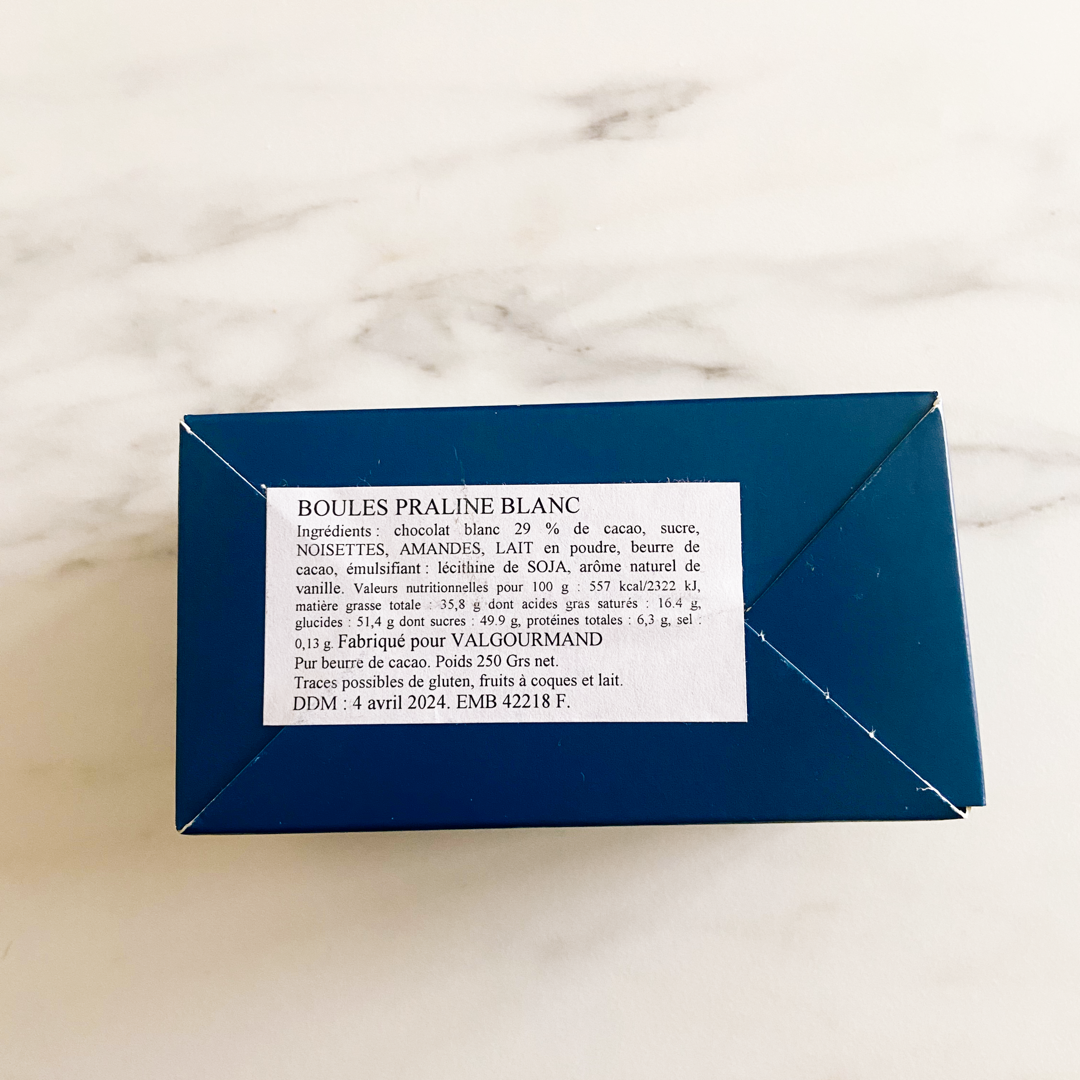 BOULES PRALINE BLANC
Ingrédients : chocolat blanc 29 % de cacao, sucre,
NOISETTES, AMANDES, LAIT en poudre, beurre de
cacao, émulsifiant : lécithine de SOJA, arôme naturel de
vanille. Valeurs nutritionnelles pour 100 g : 557 kcal/2322 kJ,
matière grasse totale : 35,8 g dont acides gras saturés : 16.4 g,
glucides : 51,4 g dont sucres : 49.9 g, protéines totales : 6,3 g, sel :
0,13 g. Fabriqué pour VALGOURMAND
Pur beurre de cacao. Poids 250 Grs net.
Traces possibles de gluten, fruits à coques et lait.
DDM : 4 avril 2024. EMB 42218 F.